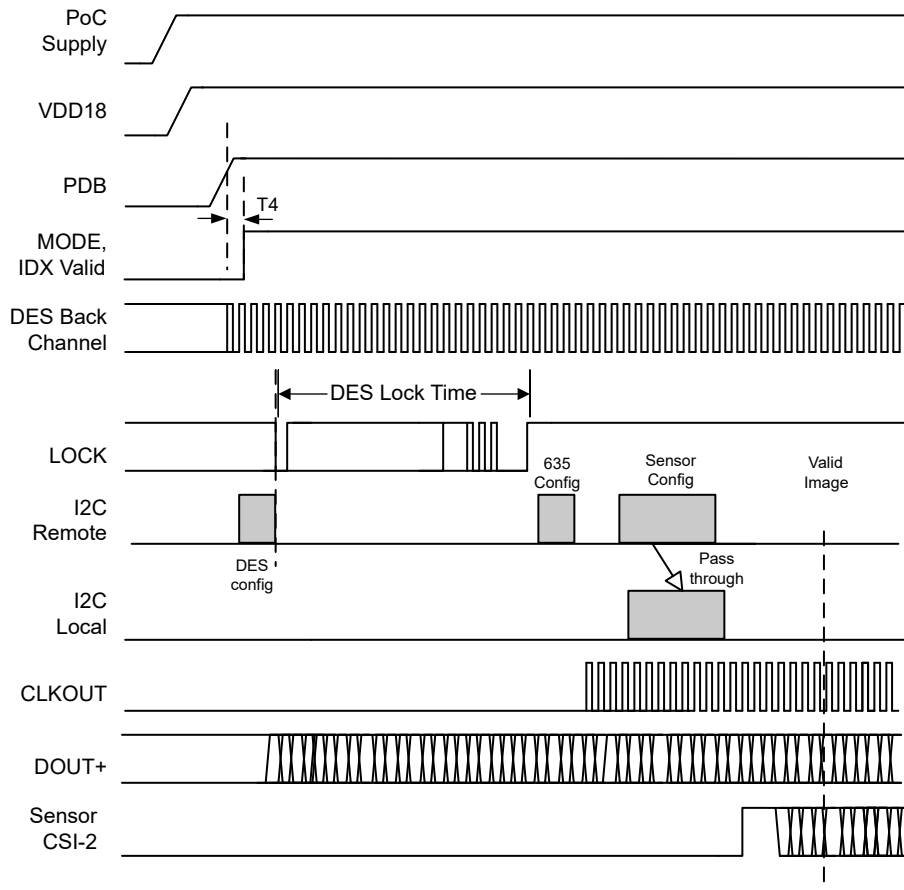 PoC
Supply
VDD18
PDB
T4
MODE,
IDX Valid
DES Back
Channel
DES Lock Time
LOCK
635
Config
Sensor
Config
Valid
Image
I2C
Remote
DES
config
Pass
through
I2C
Local
CLKOUT
DOUT+
Sensor
CSI-2